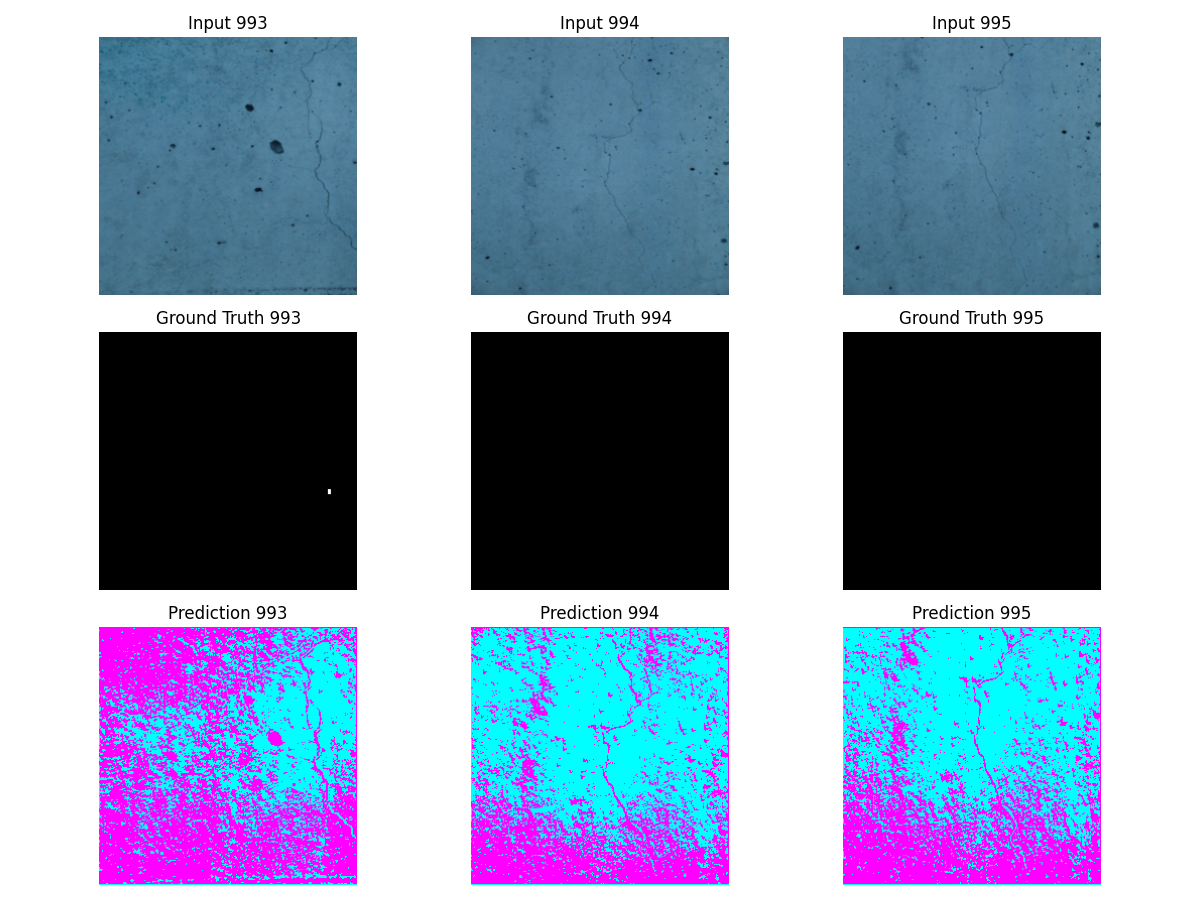 Input 993
Input 994
Input 995
Ground Truth 993
Ground Truth 994
Ground Truth 995
Prediction 993
Prediction 994
Prediction 995